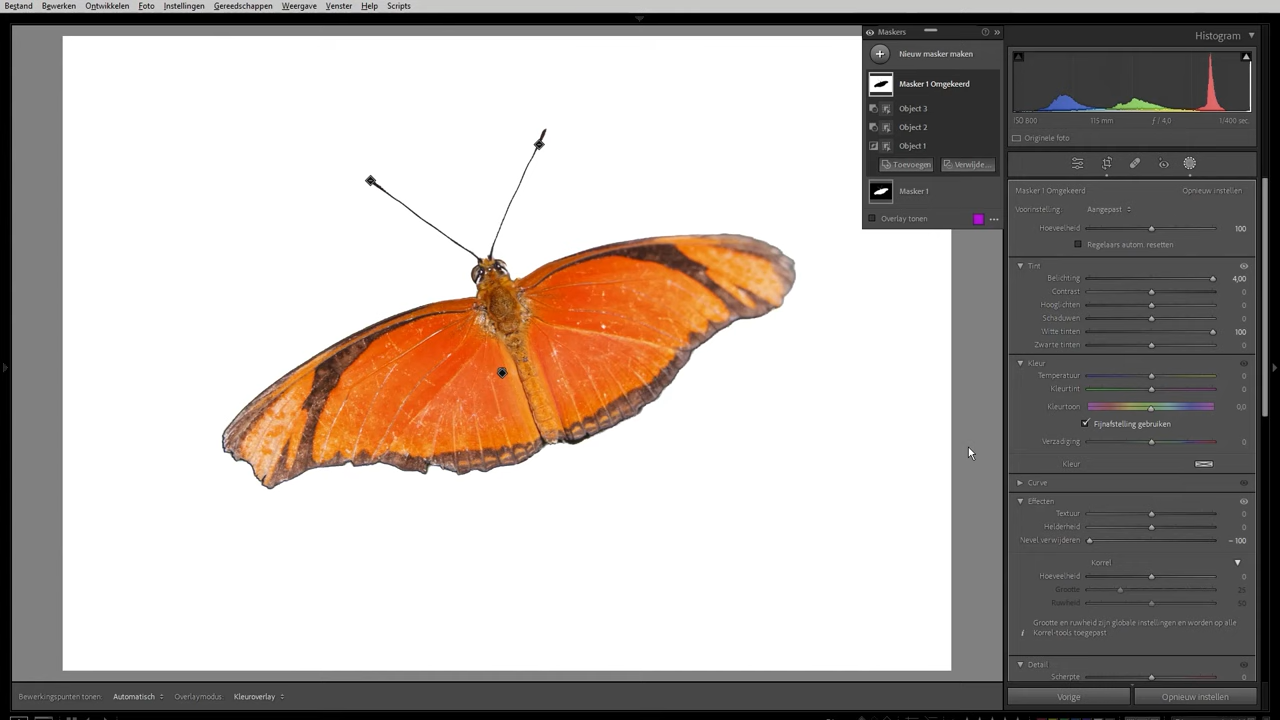 Bestand Bewerken Ontwikkelen Foto Instellingen Gereedschappen Weergave Venster Help Scripts
Maskers
Nieuw masker maken
Masker 1 Omgekeerd
Object 3
Object 2
Object 1
Toevoegen Verwijde...
Masker 1
Overlay tonen
Histogram
ISO 800 115 mm ƒ / 4,0 1/400 sec.
Originele foto
Masker 1 Omgekeerd Opnieuw instellen
Voorinstelling: Aangepast
Hoeveelheid 100
Regelaars autom. resetten
Tint
Belichting 4,00
Contrast 0
Hooglichten 0
Schaduwen 0
Witte tinten 100
Zwarte tinten 0
Kleur
Temperatuur 0
Kleurtint 0
Kleurtoon 0,0
Fijnafstelling gebruiken
Verzadiging 0
Kleur
Curve
Effecten
Textuur 0
Helderheid 0
Nevel verwijderen – 100
Korrel
Hoeveelheid 0
Grootte 25
Ruwheid 50
Grootte en ruwheid zijn globale instellingen en worden op alle
Korrel-tools toegepast
Detail
Scherpte 0
Bewerkingspunten tonen: Automatisch Overlaymodus: Kleuroverlay
Vorige Opnieuw instellen